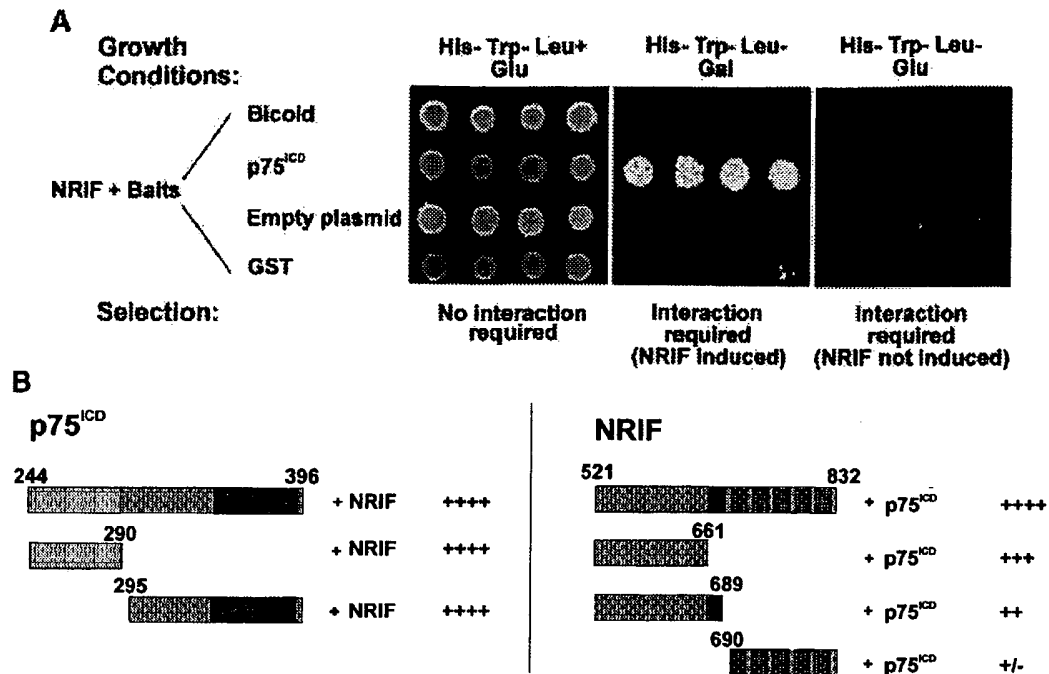 A
Growth Conditions:
His- Trp- Leu+ Glu
His- Trp- Leu- Gal
His- Trp- Leu- Glu
NRIF + Baits
Bicoid
p75ICD
Empty plasmid
GST
Selection:
No interaction required
Interaction required (NRIF induced)
Interaction required (NRIF not induced)
B
p75ICD
244 396
+ NRIF ++++
290
+ NRIF ++++
295
+ NRIF ++++
NRIF
521 832
+ p75ICD ++++
661
+ p75ICD +++
689
+ p75ICD ++
690
+ p75ICD +/-